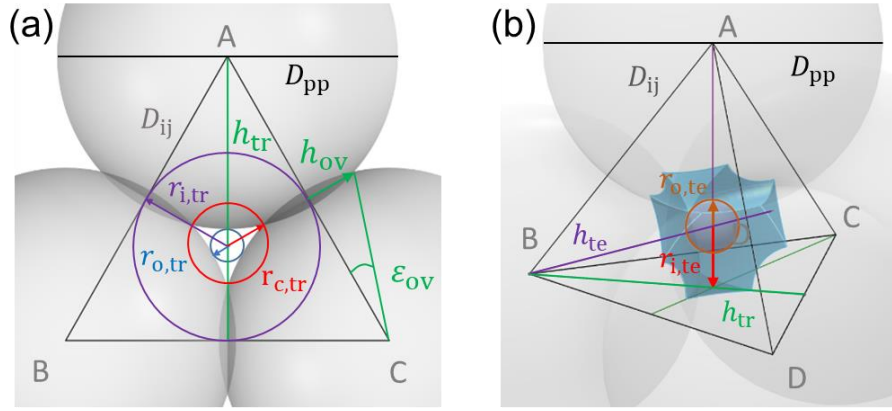 (a)
A
D_pp
D_ij
h_tr
h_ov
r_i,tr
r_o,tr
r_c,tr
ε_ov
B
C
(b)
A
D_ij
D_pp
r_o,te
B
C
h_te
r_i,te
h_tr
D